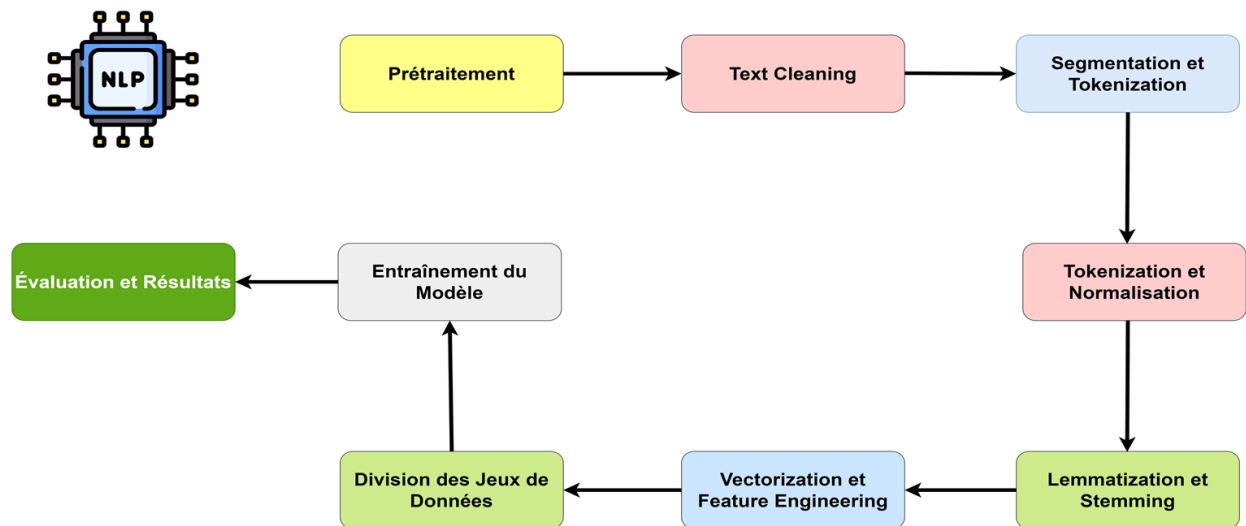 NLP
Prétraitement
Text Cleaning
Segmentation et
Tokenization
Tokenization et
Normalisation
Lemmatization et
Stemming
Vectorization et
Feature Engineering
Division des Jeux de
Données
Entraînement du
Modèle
Évaluation et Résultats